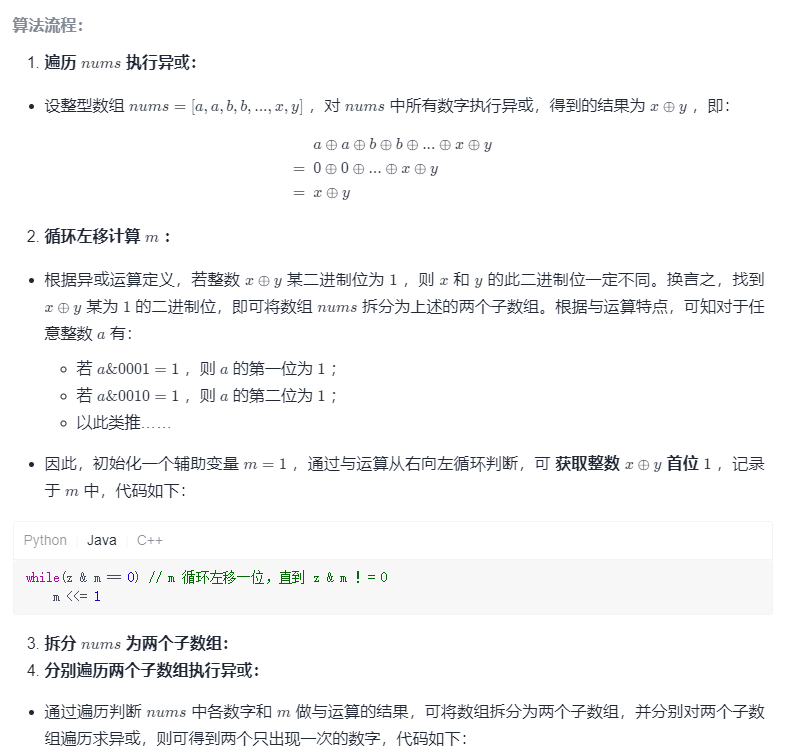 算法流程：
1. 遍历 nums 执行异或：
• 设整型数组 nums = [a, a, b, b, ..., x, y] ，对 nums 中所有数字执行异或，得到的结果为 x ⊕ y ，即：
a ⊕ a ⊕ b ⊕ b ⊕ ... ⊕ x ⊕ y
= 0 ⊕ 0 ⊕ ... ⊕ x ⊕ y
= x ⊕ y
2. 循环左移计算 m ：
• 根据异或运算定义，若整数 x ⊕ y 某二进制位为 1 ，则 x 和 y 的此二进制位一定不同。换言之，找到
x ⊕ y 某为 1 的二进制位，即可将数组 nums 拆分为上述的两个子数组。根据与运算特点，可知对于任
意整数 a 有：
○ 若 a&0001 = 1 ，则 a 的第一位为 1 ；
○ 若 a&0010 = 1 ，则 a 的第二位为 1 ；
○ 以此类推……
• 因此，初始化一个辅助变量 m = 1 ，通过与运算从右向左循环判断，可 获取整数 x ⊕ y 首位 1 ，记录
于 m 中，代码如下：
Python Java C++
while(z & m == 0) // m 循环左移一位，直到 z & m != 0
m <<= 1
3. 拆分 nums 为两个子数组：
4. 分别遍历两个子数组执行异或：
• 通过遍历判断 nums 中各数字和 m 做与运算的结果，可将数组拆分为两个子数组，并分别对两个子数
组遍历求异或，则可得到两个只出现一次的数字，代码如下：